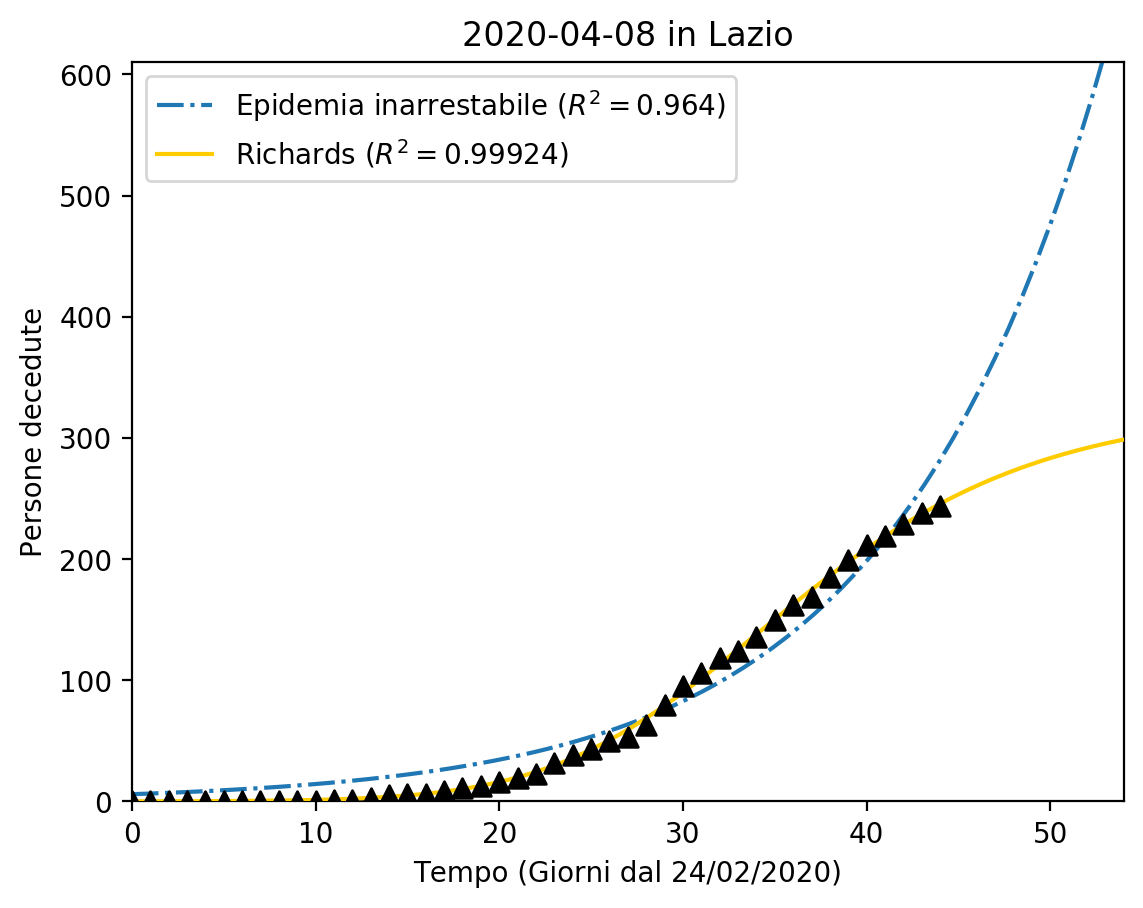 2020-04-08 in Lazio
Epidemia inarrestabile (R² = 0.964)
Richards (R² = 0.99924)
600
500
400
300
200
100
0
Persone decedute
0 10 20 30 40 50
Tempo (Giorni dal 24/02/2020)